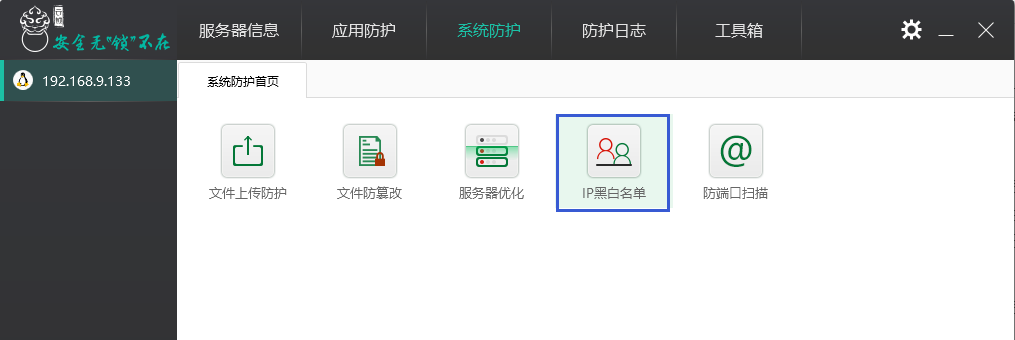 安全无"锁"不在
服务器信息
应用防护
系统防护
防护日志
工具箱
192.168.9.133
系统防护首页
文件上传防护
文件防篡改
服务器优化
IP黑白名单
防端口扫描